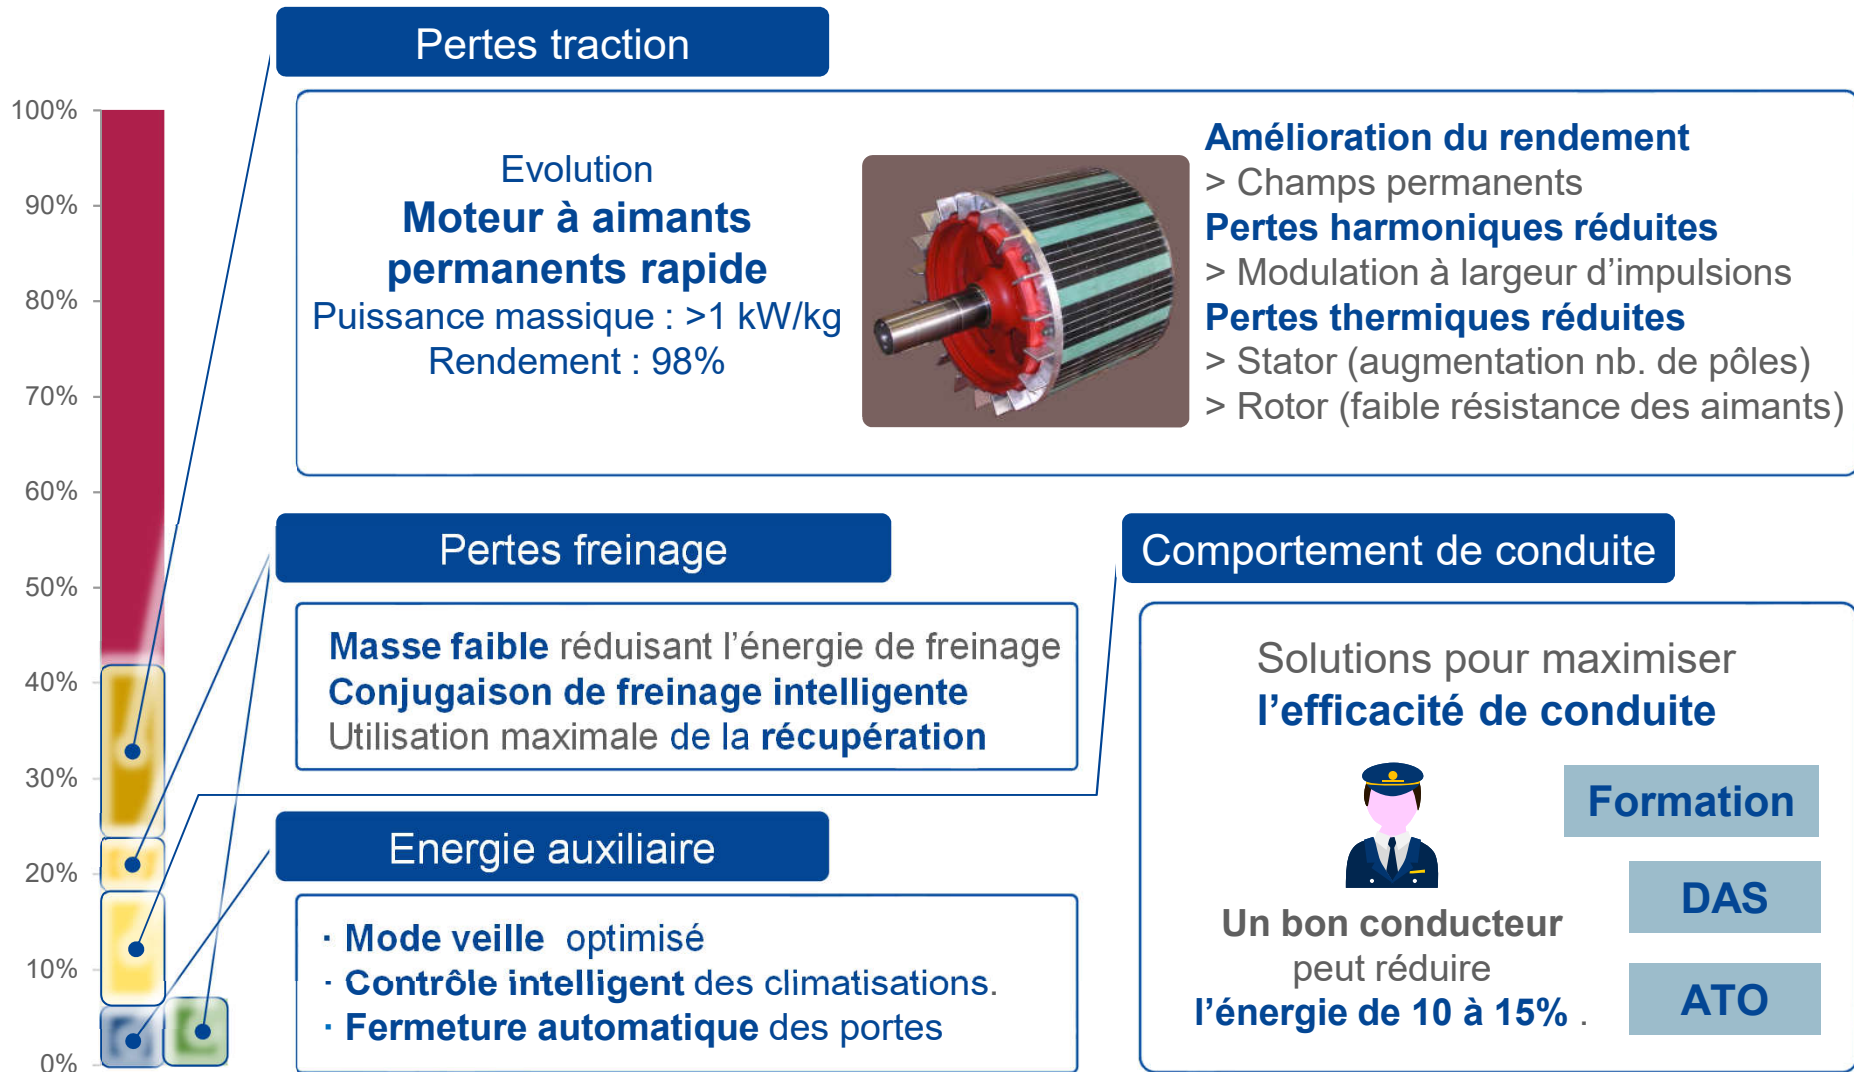 Pertes traction
100%
90%
80%
70%
60%
50%
40%
30%
20%
10%
0%
Evolution
Moteur à aimants
permanents rapide
Puissance massique : >1 kW/kg
Rendement : 98%
Amélioration du rendement
> Champs permanents
Pertes harmoniques réduites
> Modulation à largeur d’impulsions
Pertes thermiques réduites
> Stator (augmentation nb. de pôles)
> Rotor (faible résistance des aimants)
Pertes freinage
Masse faible réduisant l’énergie de freinage
Conjugaison de freinage intelligente
Utilisation maximale de la récupération
Energie auxiliaire
· Mode veille optimisé
· Contrôle intelligent des climatisations.
· Fermeture automatique des portes
Comportement de conduite
Solutions pour maximiser
l’efficacité de conduite
Formation
DAS
ATO
Un bon conducteur
peut réduire
l’énergie de 10 à 15% .